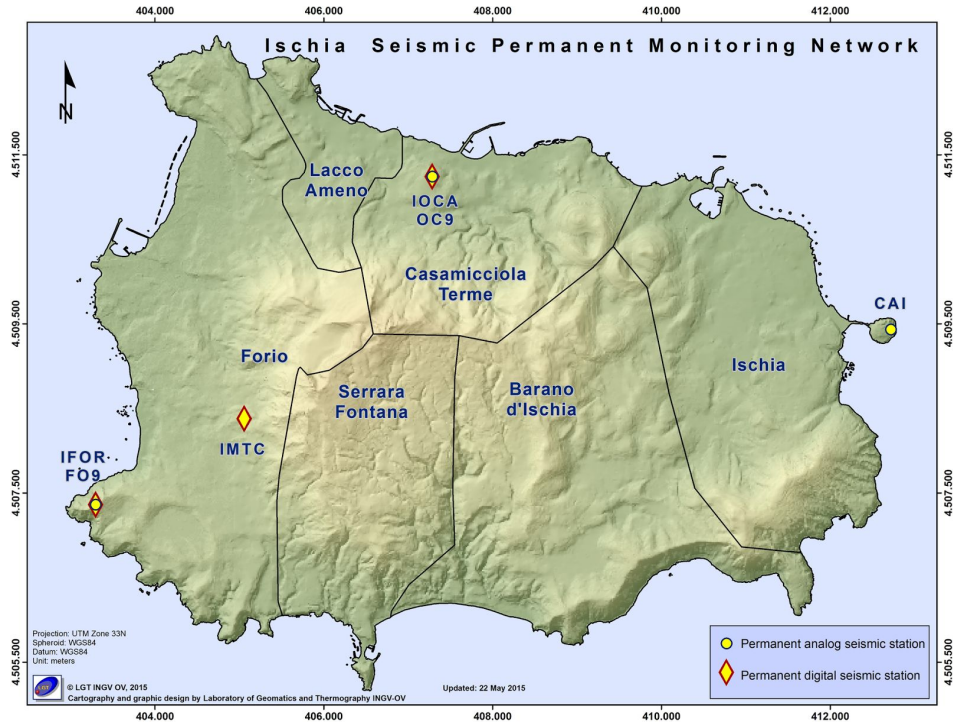 404.000 406.000 408.000 410.000 412.000
Ischia Seismic Permanent Monitoring Network
N
4.511.500
4.511.500
Lacco
Ameno
IOCA
OC9
Casamicciola
Terme
CAI
4.509.500
4.509.500
Forio
Serrara
Fontana
Barano
d'Ischia
Ischia
IMTC
IFOR
FO9
4.507.500
4.507.500
Projection: UTM Zone 33N
Spheroid: WGS84
Datum: WGS84
Unit: meters
4.505.500
4.505.500
Permanent analog seismic station
Permanent digital seismic station
© LGT INGV OV, 2015
Updated: 22 May 2015
Cartography and graphic design by Laboratory of Geomatics and Thermography INGV-OV
404.000 406.000 408.000 410.000 412.000